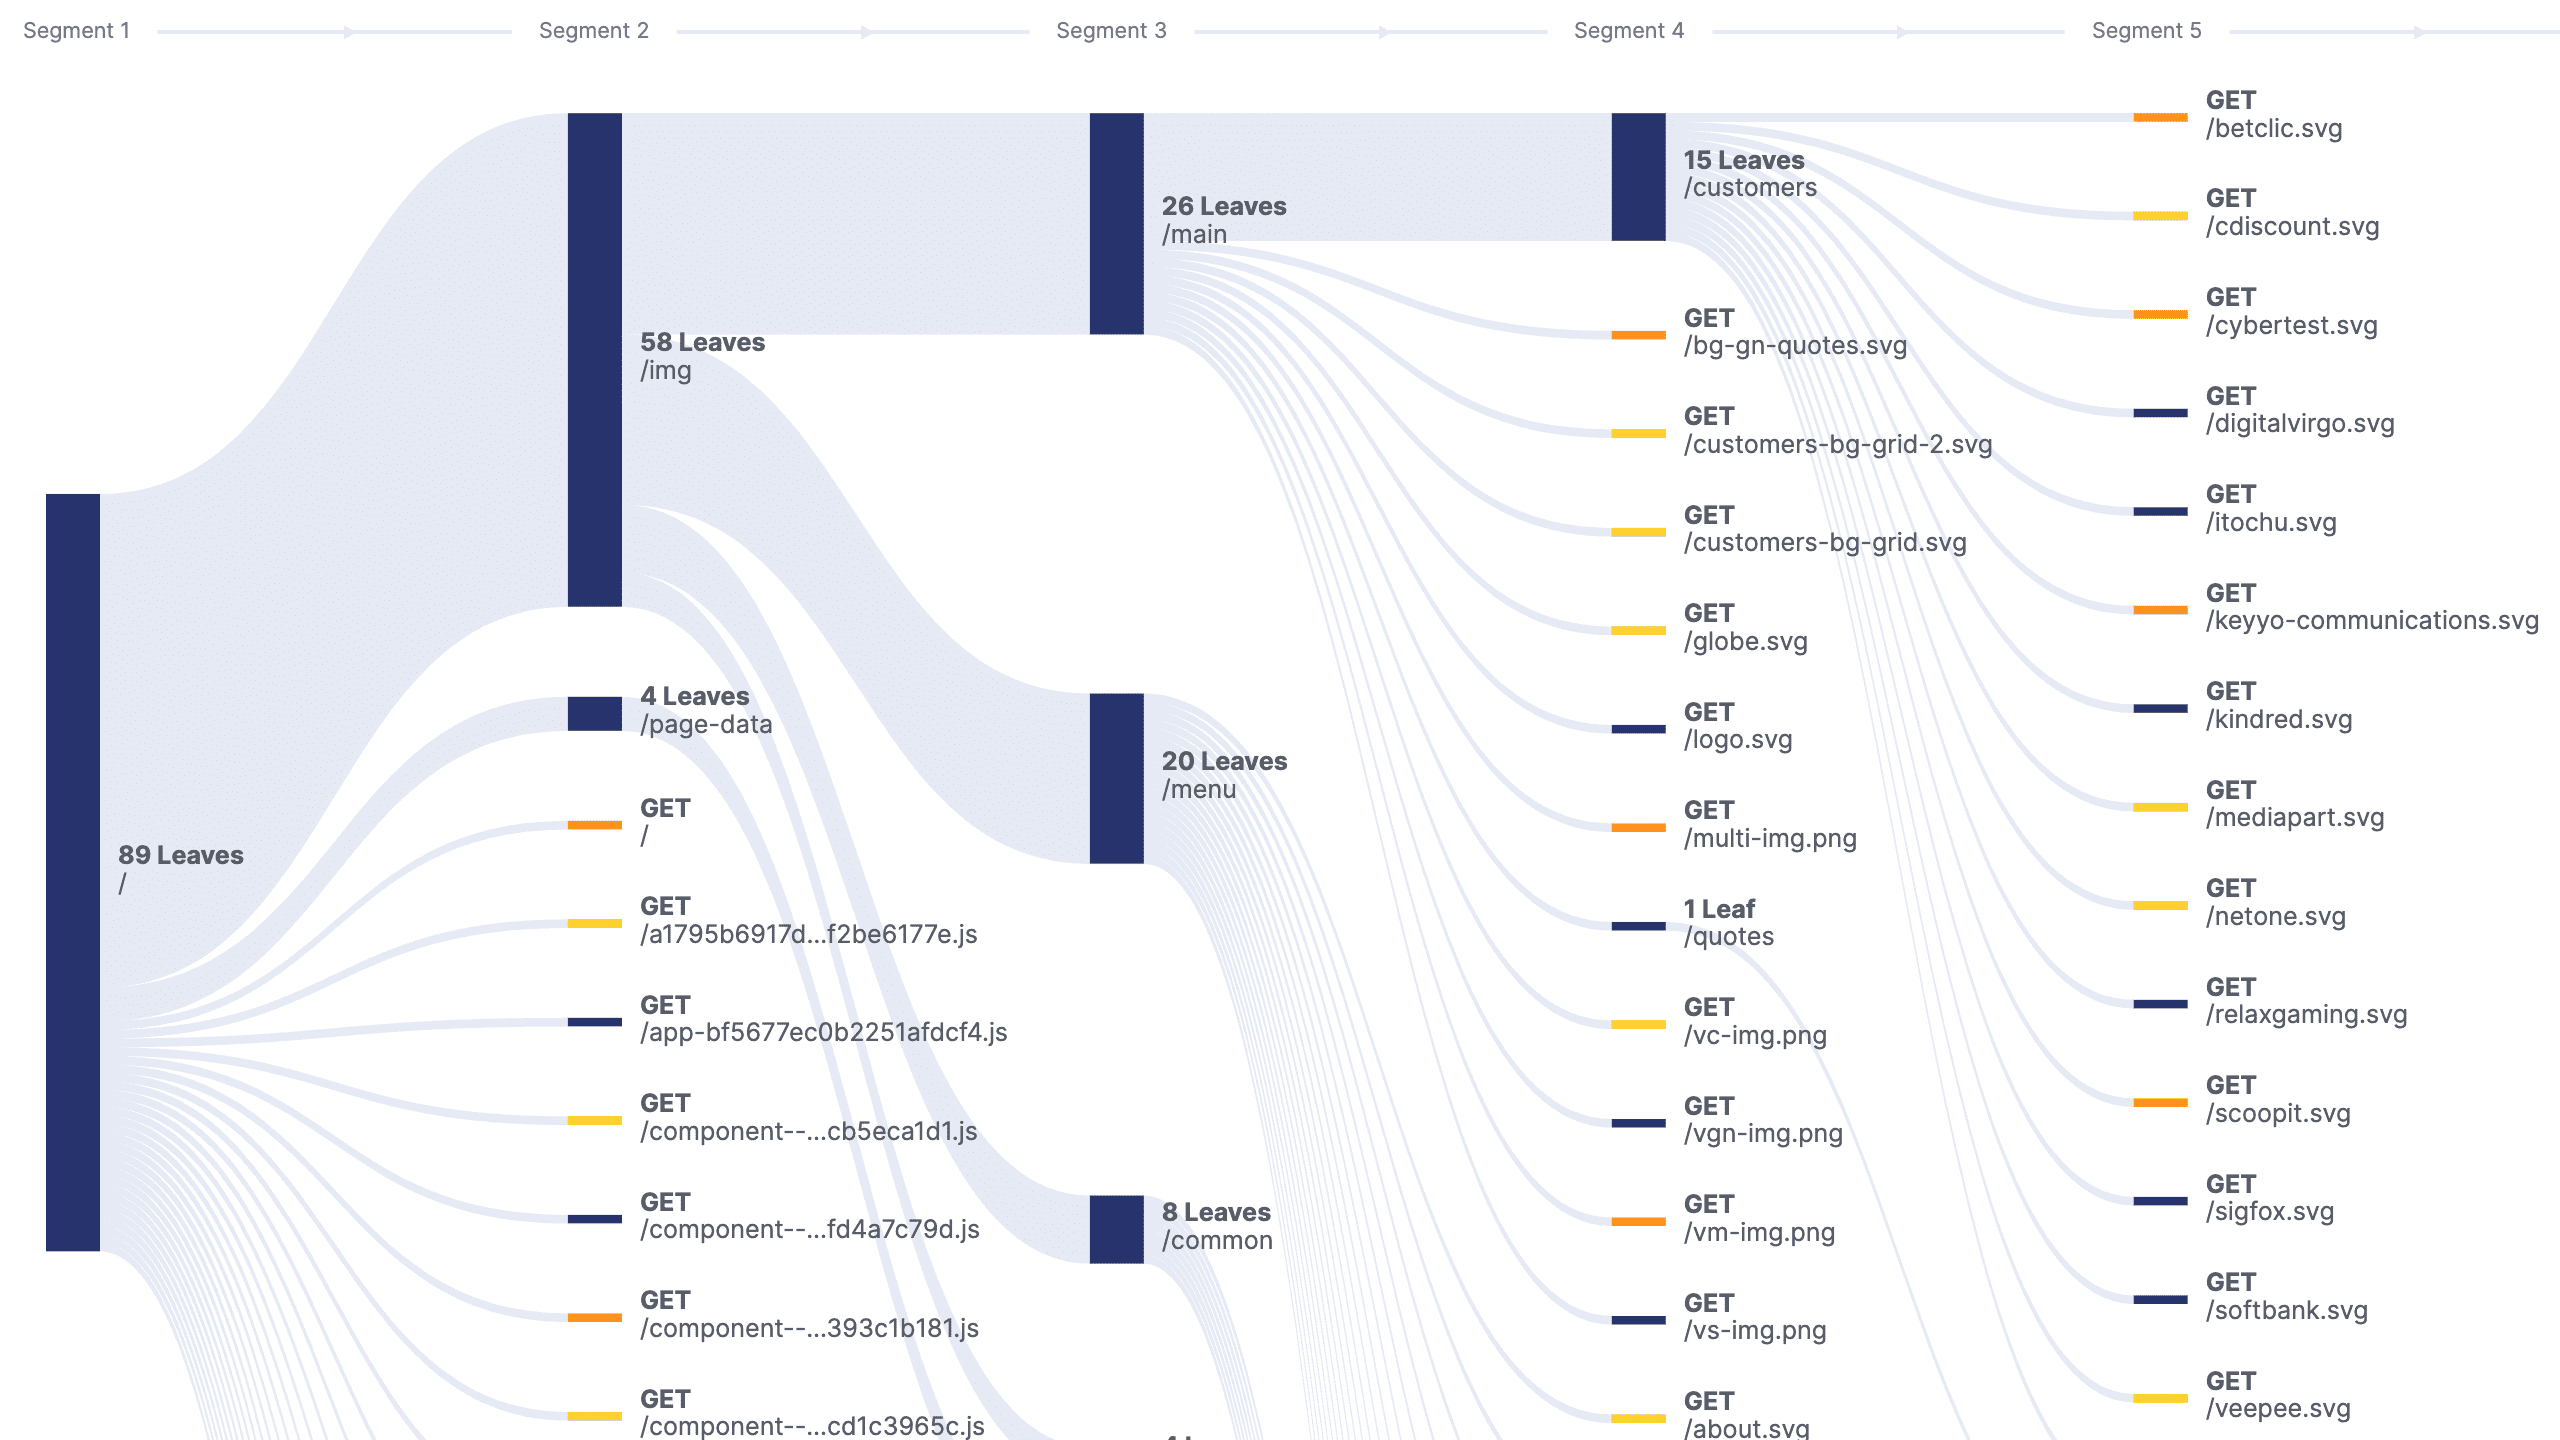 Segment 1
Segment 2
Segment 3
Segment 4
Segment 5
89 Leaves
/
58 Leaves
/img
4 Leaves
/page-data
GET
/
GET
/a1795b6917d...f2be6177e.js
GET
/app-bf5677ec0b2251afdcf4.js
GET
/component--...cb5eca1d1.js
GET
/component--...fd4a7c79d.js
GET
/component--...393c1b181.js
GET
/component--...cd1c3965c.js
26 Leaves
/main
20 Leaves
/menu
8 Leaves
/common
15 Leaves
/customers
GET
/bg-gn-quotes.svg
GET
/customers-bg-grid-2.svg
GET
/customers-bg-grid.svg
GET
/globe.svg
GET
/logo.svg
GET
/multi-img.png
1 Leaf
/quotes
GET
/vc-img.png
GET
/vgn-img.png
GET
/vm-img.png
GET
/vs-img.png
GET
/about.svg
GET
/betclic.svg
GET
/cdiscount.svg
GET
/cybertest.svg
GET
/digitalvirgo.svg
GET
/itochu.svg
GET
/keyyo-communications.svg
GET
/kindred.svg
GET
/mediapart.svg
GET
/netone.svg
GET
/relaxgaming.svg
GET
/scoopit.svg
GET
/sigfox.svg
GET
/softbank.svg
GET
/veepee.svg